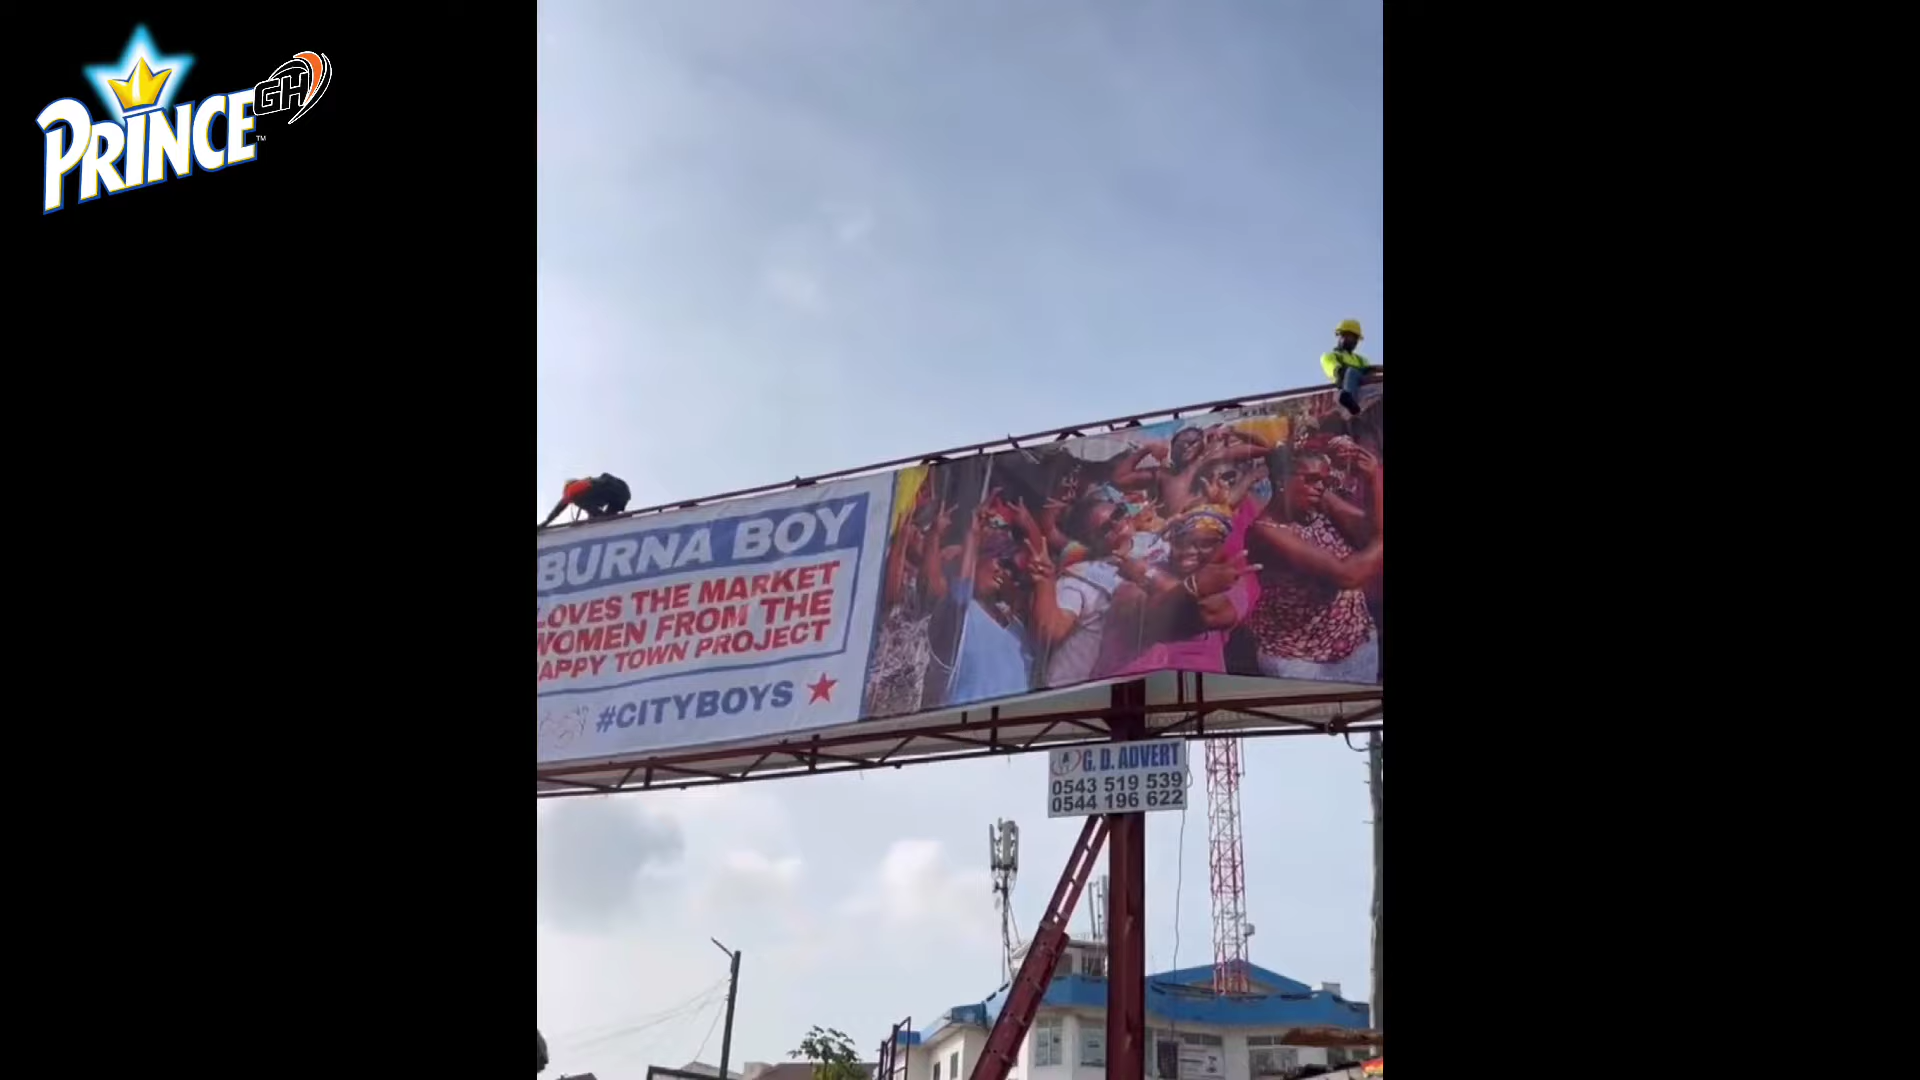 PRINCE GH
™
BURNA BOY
LOVES THE MARKET
WOMEN FROM THE
APPY TOWN PROJECT
#CITYBOYS
G. D. ADVERT
0543 519 539
0544 196 622